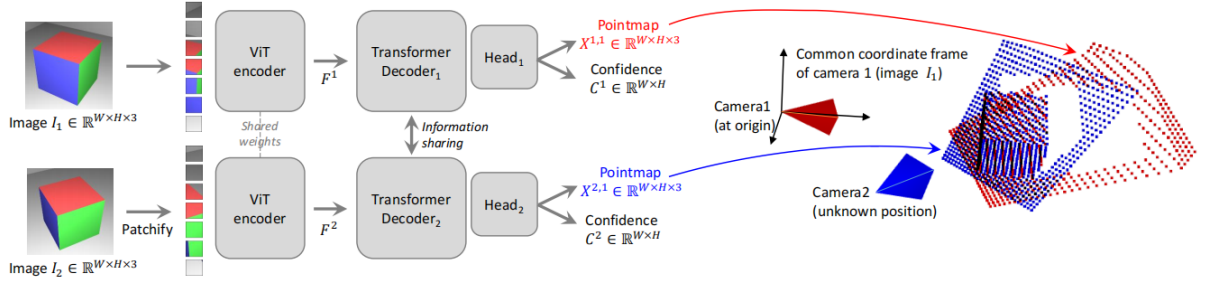 Image I₁ ∈ ℝ^{W×H×3}
ViT
encoder
F¹
Transformer
Decoder₁
Head₁
Pointmap
X^{1,1} ∈ ℝ^{W×H×3}
Confidence
C¹ ∈ ℝ^{W×H}
Shared
weights
Information
sharing
Image I₂ ∈ ℝ^{W×H×3}
Patchify
ViT
encoder
F²
Transformer
Decoder₂
Head₂
Pointmap
X^{2,1} ∈ ℝ^{W×H×3}
Confidence
C² ∈ ℝ^{W×H}
Common coordinate frame
of camera 1 (image I₁)
Camera1
(at origin)
Camera2
(unknown position)